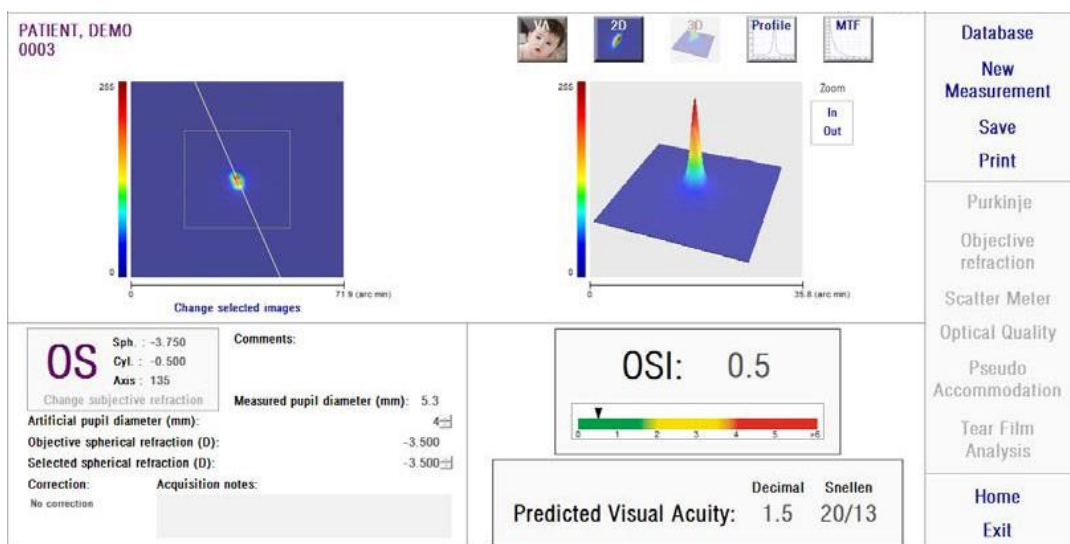 PATIENT, DEMO
0003
VA
2D
3D
Profile
MTF
255
0
0
71.9 (arc min)
Change selected images
255
0
0
35.8 (arc min)
Zoom
In
Out
OS
Sph. : -3.750
Cyl. : -0.500
Axis : 135
Change subjective refraction
Comments:
Measured pupil diameter (mm): 5.3
Artificial pupil diameter (mm): 4
Objective spherical refraction (D): -3.500
Selected spherical refraction (D): -3.500
Correction: Acquisition notes:
No correction
OSI: 0.5
0 1 2 3 4 5 >6
Decimal Snellen
Predicted Visual Acuity: 1.5 20/13
Database
New
Measurement
Save
Print
Purkinje
Objective
refraction
Scatter Meter
Optical Quality
Pseudo
Accommodation
Tear Film
Analysis
Home
Exit